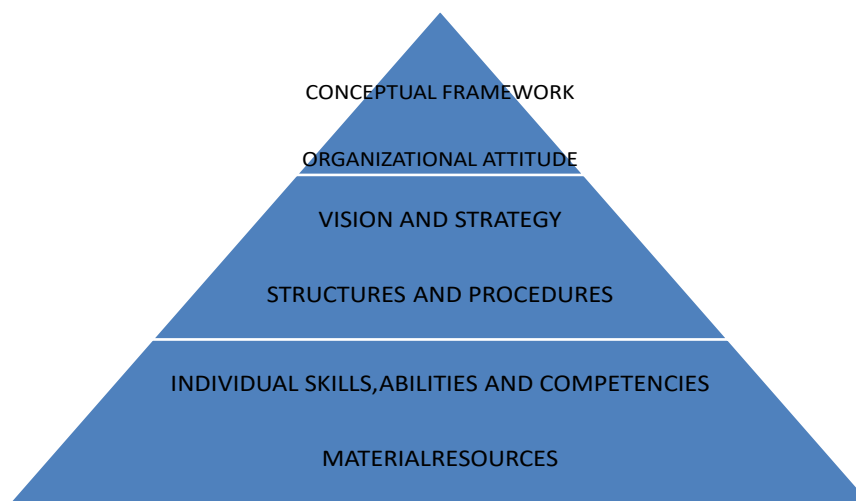 CONCEPTUAL FRAMEWORK
ORGANIZATIONAL ATTITUDE
VISION AND STRATEGY
STRUCTURES AND PROCEDURES
INDIVIDUAL SKILLS,ABILITIES AND COMPETENCIES
MATERIALRESOURCES